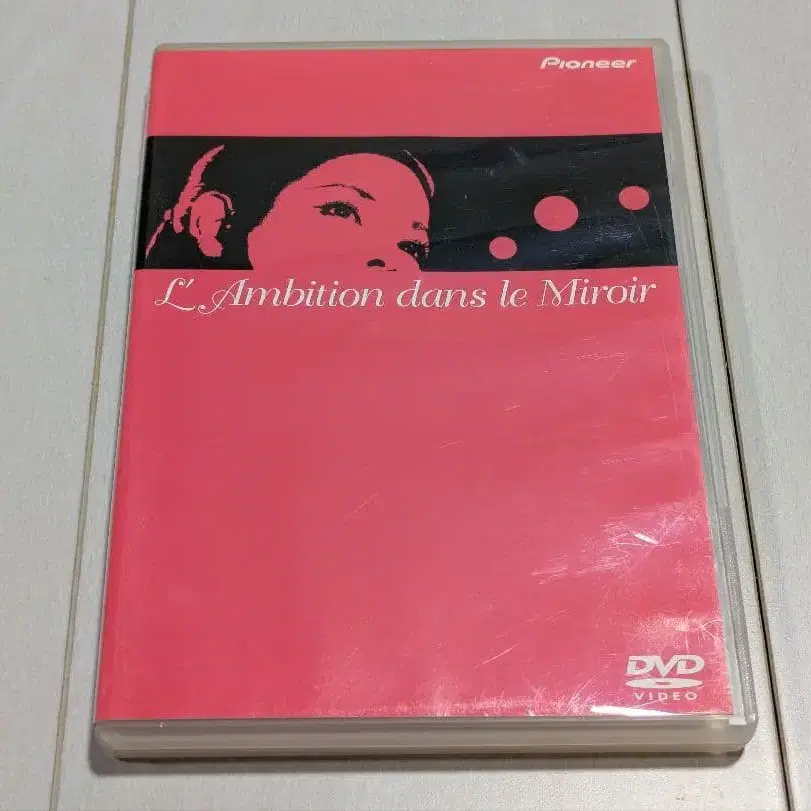 Pioneer
L'Ambition dans le Miroir
DVD
VIDEO